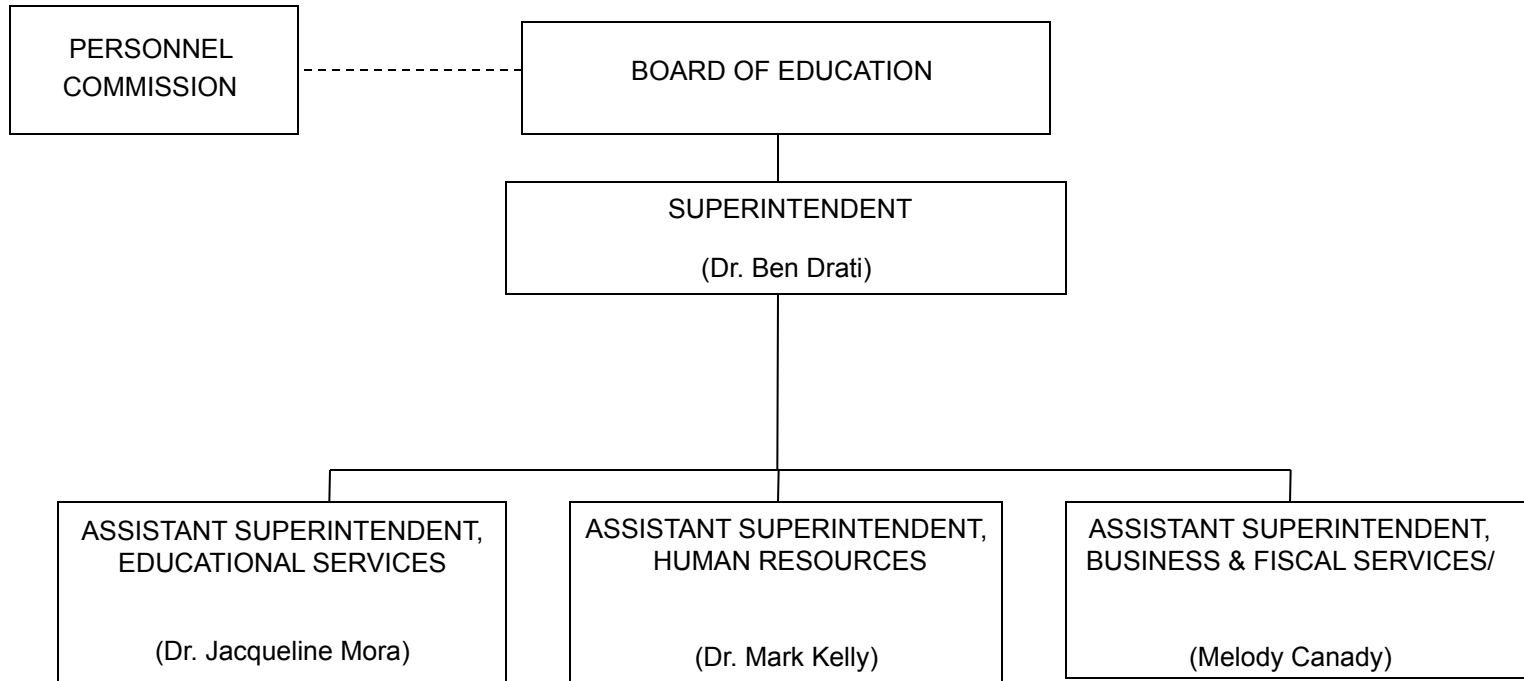 PERSONNEL
COMMISSION
BOARD OF EDUCATION
SUPERINTENDENT
(Dr. Ben Drati)
ASSISTANT SUPERINTENDENT,
EDUCATIONAL SERVICES
(Dr. Jacqueline Mora)
ASSISTANT SUPERINTENDENT,
HUMAN RESOURCES
(Dr. Mark Kelly)
ASSISTANT SUPERINTENDENT,
BUSINESS & FISCAL SERVICES/
(Melody Canady)